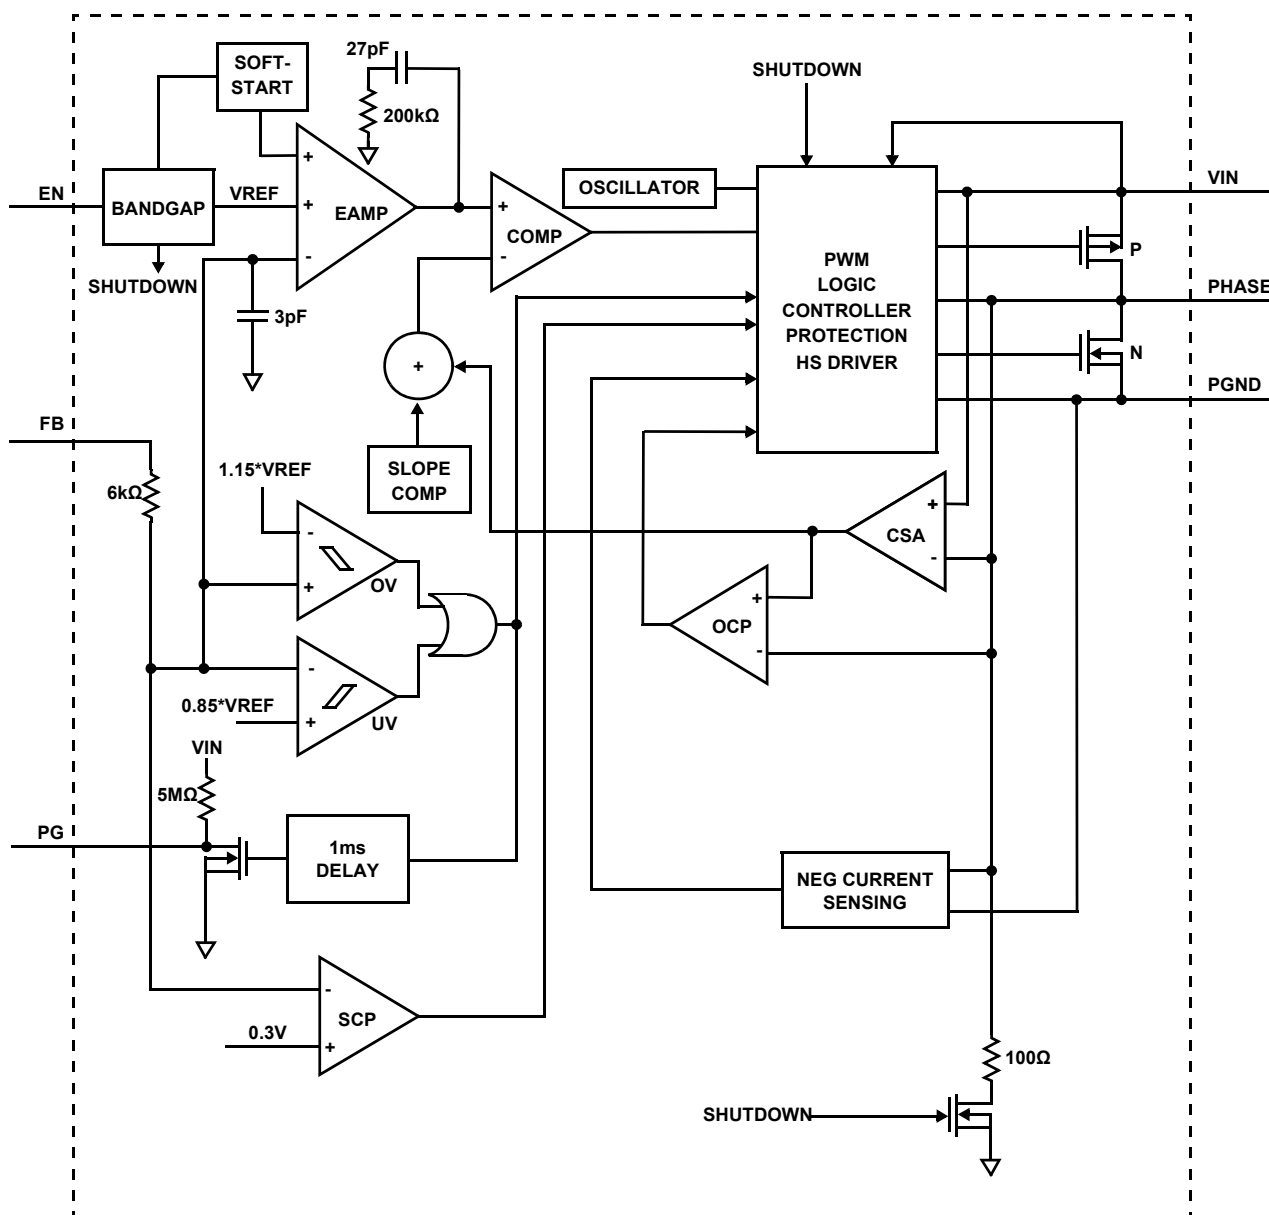 27pF
SOFT-
START
SHUTDOWN
200kΩ
+
EN
BANDGAP
VREF
+
EAMP
-
SHUTDOWN
3pF
+
COMP
-
OSCILLATOR
PWM
LOGIC
CONTROLLER
PROTECTION
HS DRIVER
VIN
P
PHASE
N
PGND
+
FB
SLOPE
COMP
6kΩ
1.15*VREF
-
+
OV
+
CSA
-
+
OCP
-
-
0.85*VREF
+
UV
VIN
5MΩ
PG
1ms
DELAY
NEG CURRENT
SENSING
-
SCP
0.3V
+
100Ω
SHUTDOWN